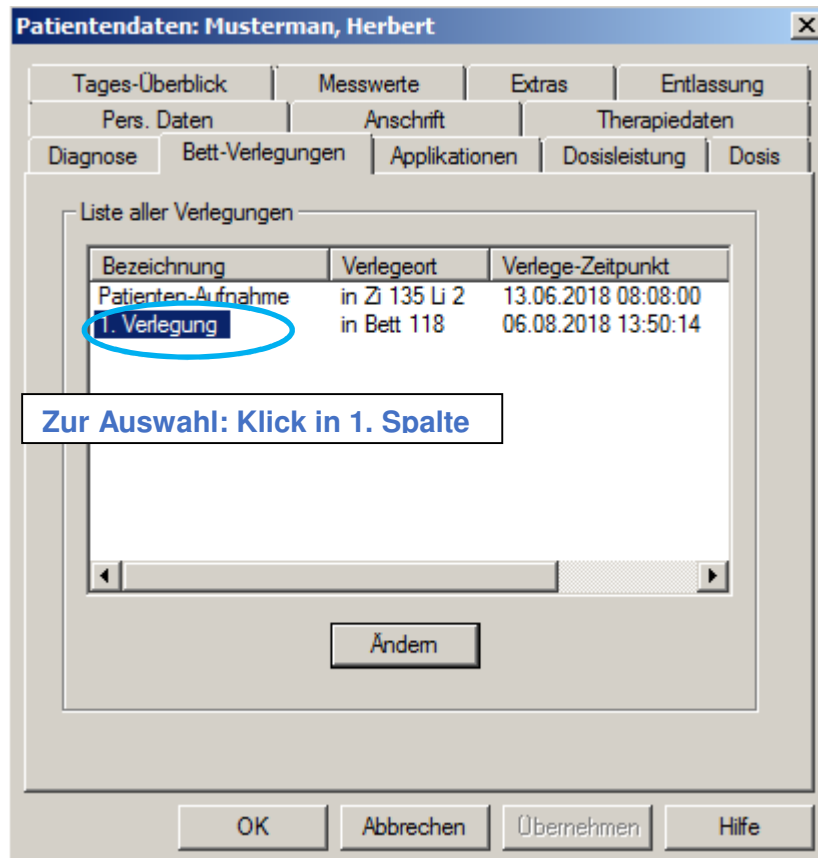 Patientendaten: Musterman, Herbert
Tages-Überblick Messwerte Extras Entlassung
Pers. Daten Anschrift Therapiedaten
Diagnose Bett-Verlegungen Applikationen Dosisleistung Dosis
Liste aller Verlegungen
Bezeichnung Verlegeort Verlege-Zeitpunkt
Patienten-Aufnahme in Zi 135 Li 2 13.06.2018 08:08:00
1. Verlegung in Bett 118 06.08.2018 13:50:14
Zur Auswahl: Klick in 1. Spalte
Ändern
OK Abbrechen Übernehmen Hilfe